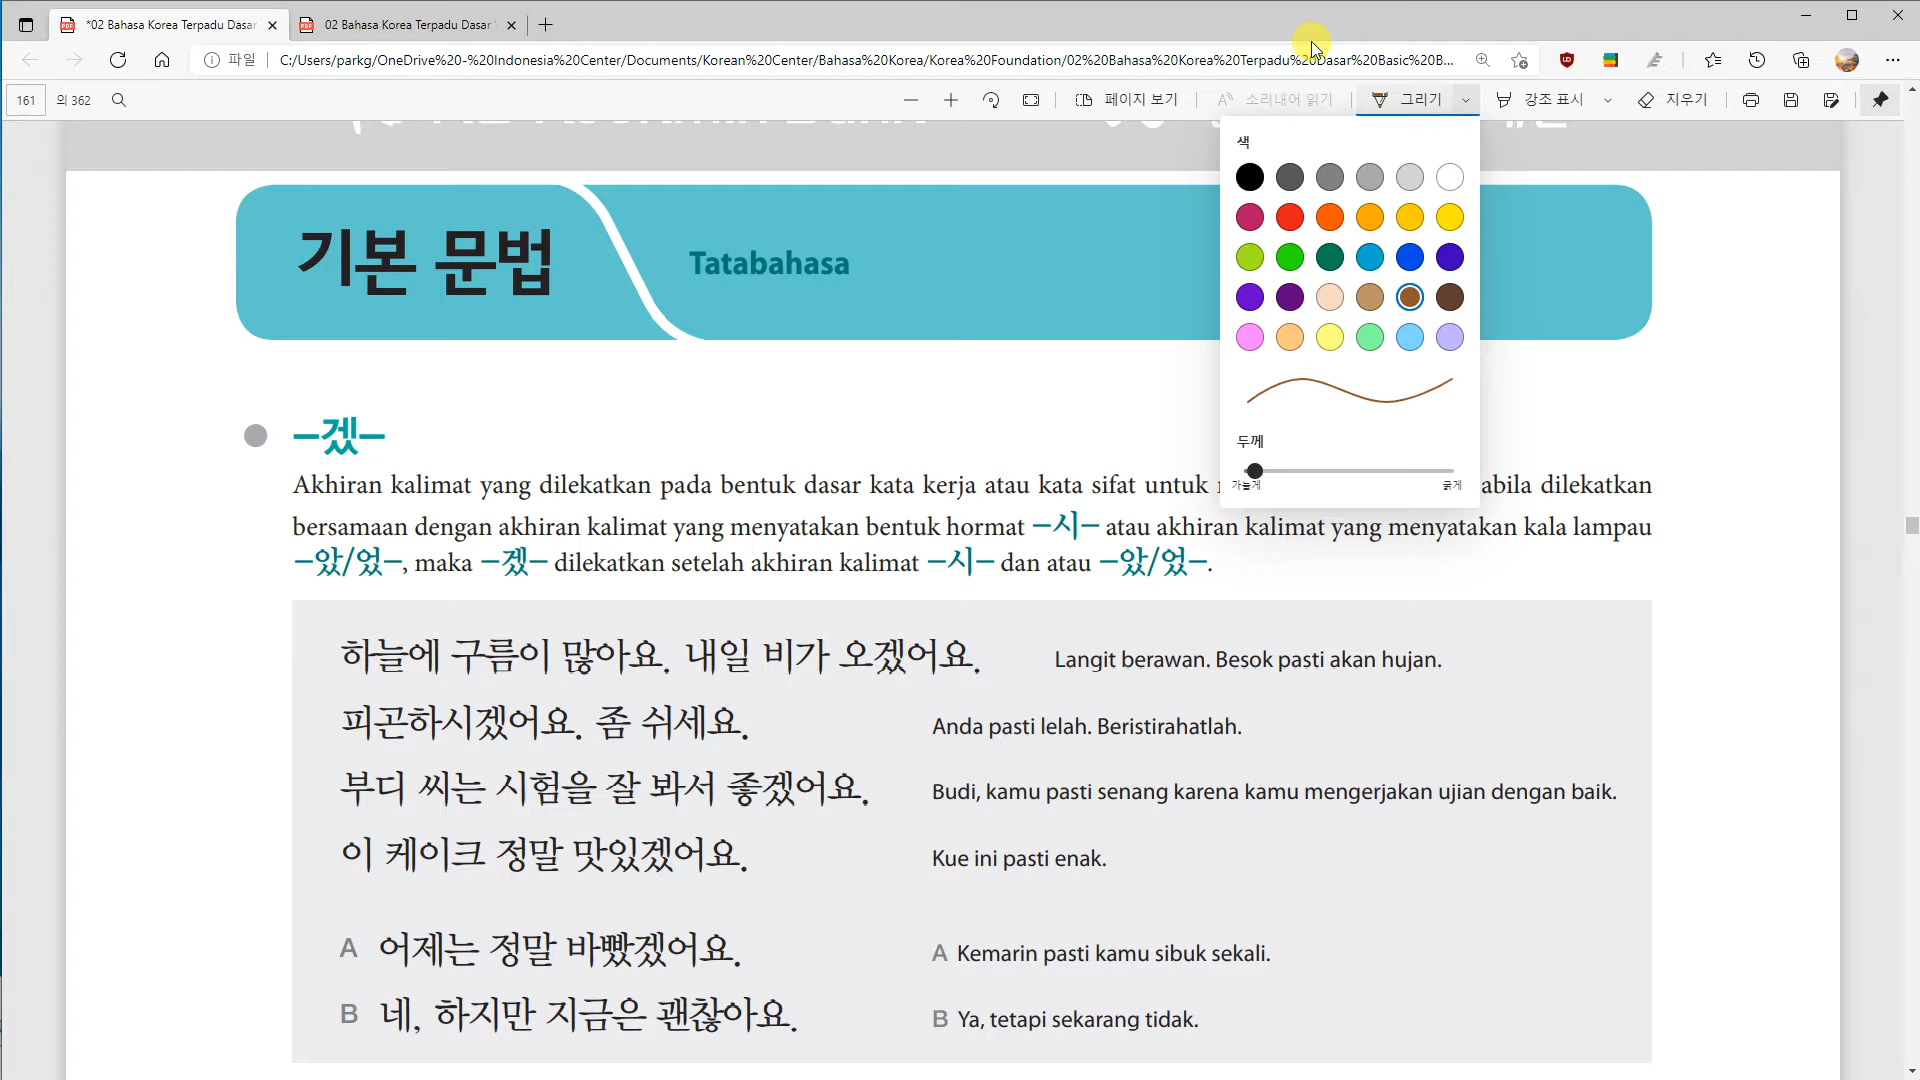 *02 Bahasa Korea Terpadu Dasar
02 Bahasa Korea Terpadu Dasar
파일
C:/Users/parkg/OneDrive%20-%20Indonesia%20Center/Documents/Korean%20Center/Bahasa%20Korea/Korea%20Foundation/02%20Bahasa%20Korea%20Terpadu%20Dasar%20Basic%20B...
161 의 362
페이지 보기
소리내어 읽기
그리기
강조 표시
지우기
색
두께
가늘게 굵게
기본 문법 Tatabahasa
–겠–
Akhiran kalimat yang dilekatkan pada bentuk dasar kata kerja atau kata sifat untuk
dilekatkan
bersamaan dengan akhiran kalimat yang menyatakan bentuk hormat –시– atau akhiran kalimat yang menyatakan kala lampau
–았/었–, maka –겠– dilekatkan setelah akhiran kalimat –시– dan atau –았/었–.
하늘에 구름이 많아요. 내일 비가 오겠어요. Langit berawan. Besok pasti akan hujan.
피곤하시겠어요. 좀 쉬세요. Anda pasti lelah. Beristirahatlah.
부디 씨는 시험을 잘 봐서 좋겠어요. Budi, kamu pasti senang karena kamu mengerjakan ujian dengan baik.
이 케이크 정말 맛있겠어요. Kue ini pasti enak.
A 어제는 정말 바빴겠어요. A Kemarin pasti kamu sibuk sekali.
B 네, 하지만 지금은 괜찮아요. B Ya, tetapi sekarang tidak.